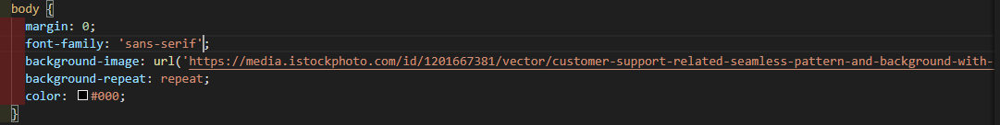 body {
margin: 0;
font-family: 'sans-serif';
background-image: url('https://media.istockphoto.com/id/1201667381/vector/customer-support-related-seamless-pattern-and-background-with-
background-repeat: repeat;
color: #000;
}